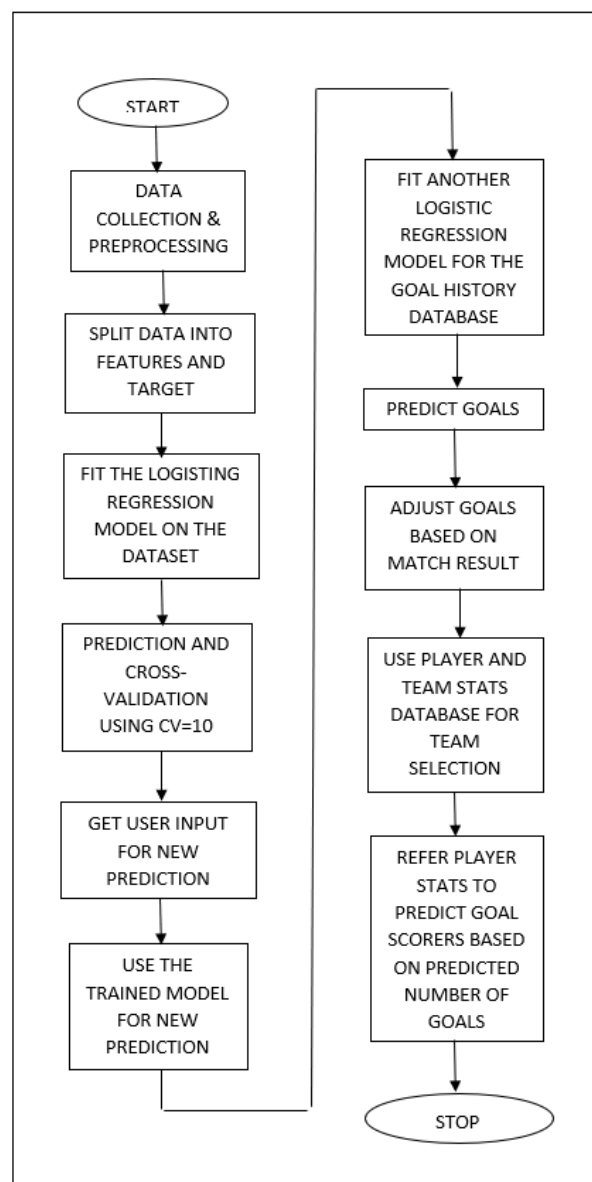 START
DATA
COLLECTION &
PREPROCESSING
SPLIT DATA INTO
FEATURES AND
TARGET
FIT THE LOGISTING
REGRESSION
MODEL ON THE
DATASET
PREDICTION AND
CROSS-
VALIDATION
USING CV=10
GET USER INPUT
FOR NEW
PREDICTION
USE THE
TRAINED MODEL
FOR NEW
PREDICTION
FIT ANOTHER
LOGISTIC
REGRESSION
MODEL FOR THE
GOAL HISTORY
DATABASE
PREDICT GOALS
ADJUST GOALS
BASED ON
MATCH RESULT
USE PLAYER AND
TEAM STATS
DATABASE FOR
TEAM
SELECTION
REFER PLAYER
STATS TO
PREDICT GOAL
SCORERS BASED
ON PREDICTED
NUMBER OF
GOALS
STOP